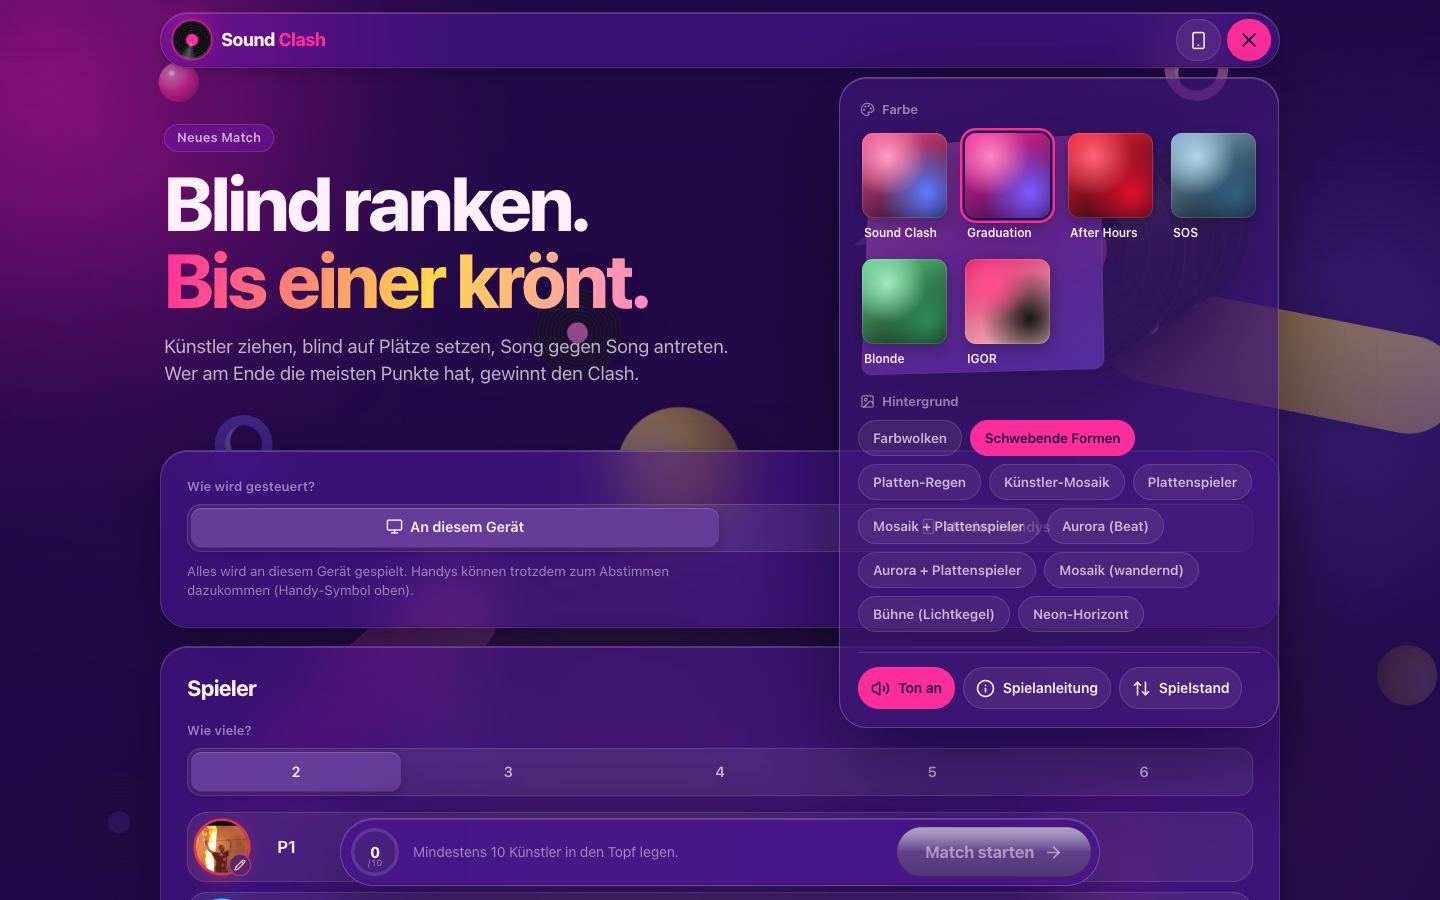 Sound Clash
Neues Match
Blind ranken.
Bis einer krönt.
Künstler ziehen, blind auf Plätze setzen, Song gegen Song antreten.
Wer am Ende die meisten Punkte hat, gewinnt den Clash.
Farbe
Sound Clash
Graduation
After Hours
SOS
Blonde
IGOR
Hintergrund
Farbwolken
Schwebende Formen
Platten-Regen
Künstler-Mosaik
Plattenspieler
Mosaik + Plattenspieler
Aurora (Beat)
Aurora + Plattenspieler
Mosaik (wandernd)
Bühne (Lichtkegel)
Neon-Horizont
Ton an
Spielanleitung
Spielstand
Wie wird gesteuert?
An diesem Gerät
Alles wird an diesem Gerät gespielt. Handys können trotzdem zum Abstimmen
dazukommen (Handy-Symbol oben).
Spieler
Wie viele?
2
3
4
5
6
P1
0
/10
Mindestens 10 Künstler in den Topf legen.
Match starten